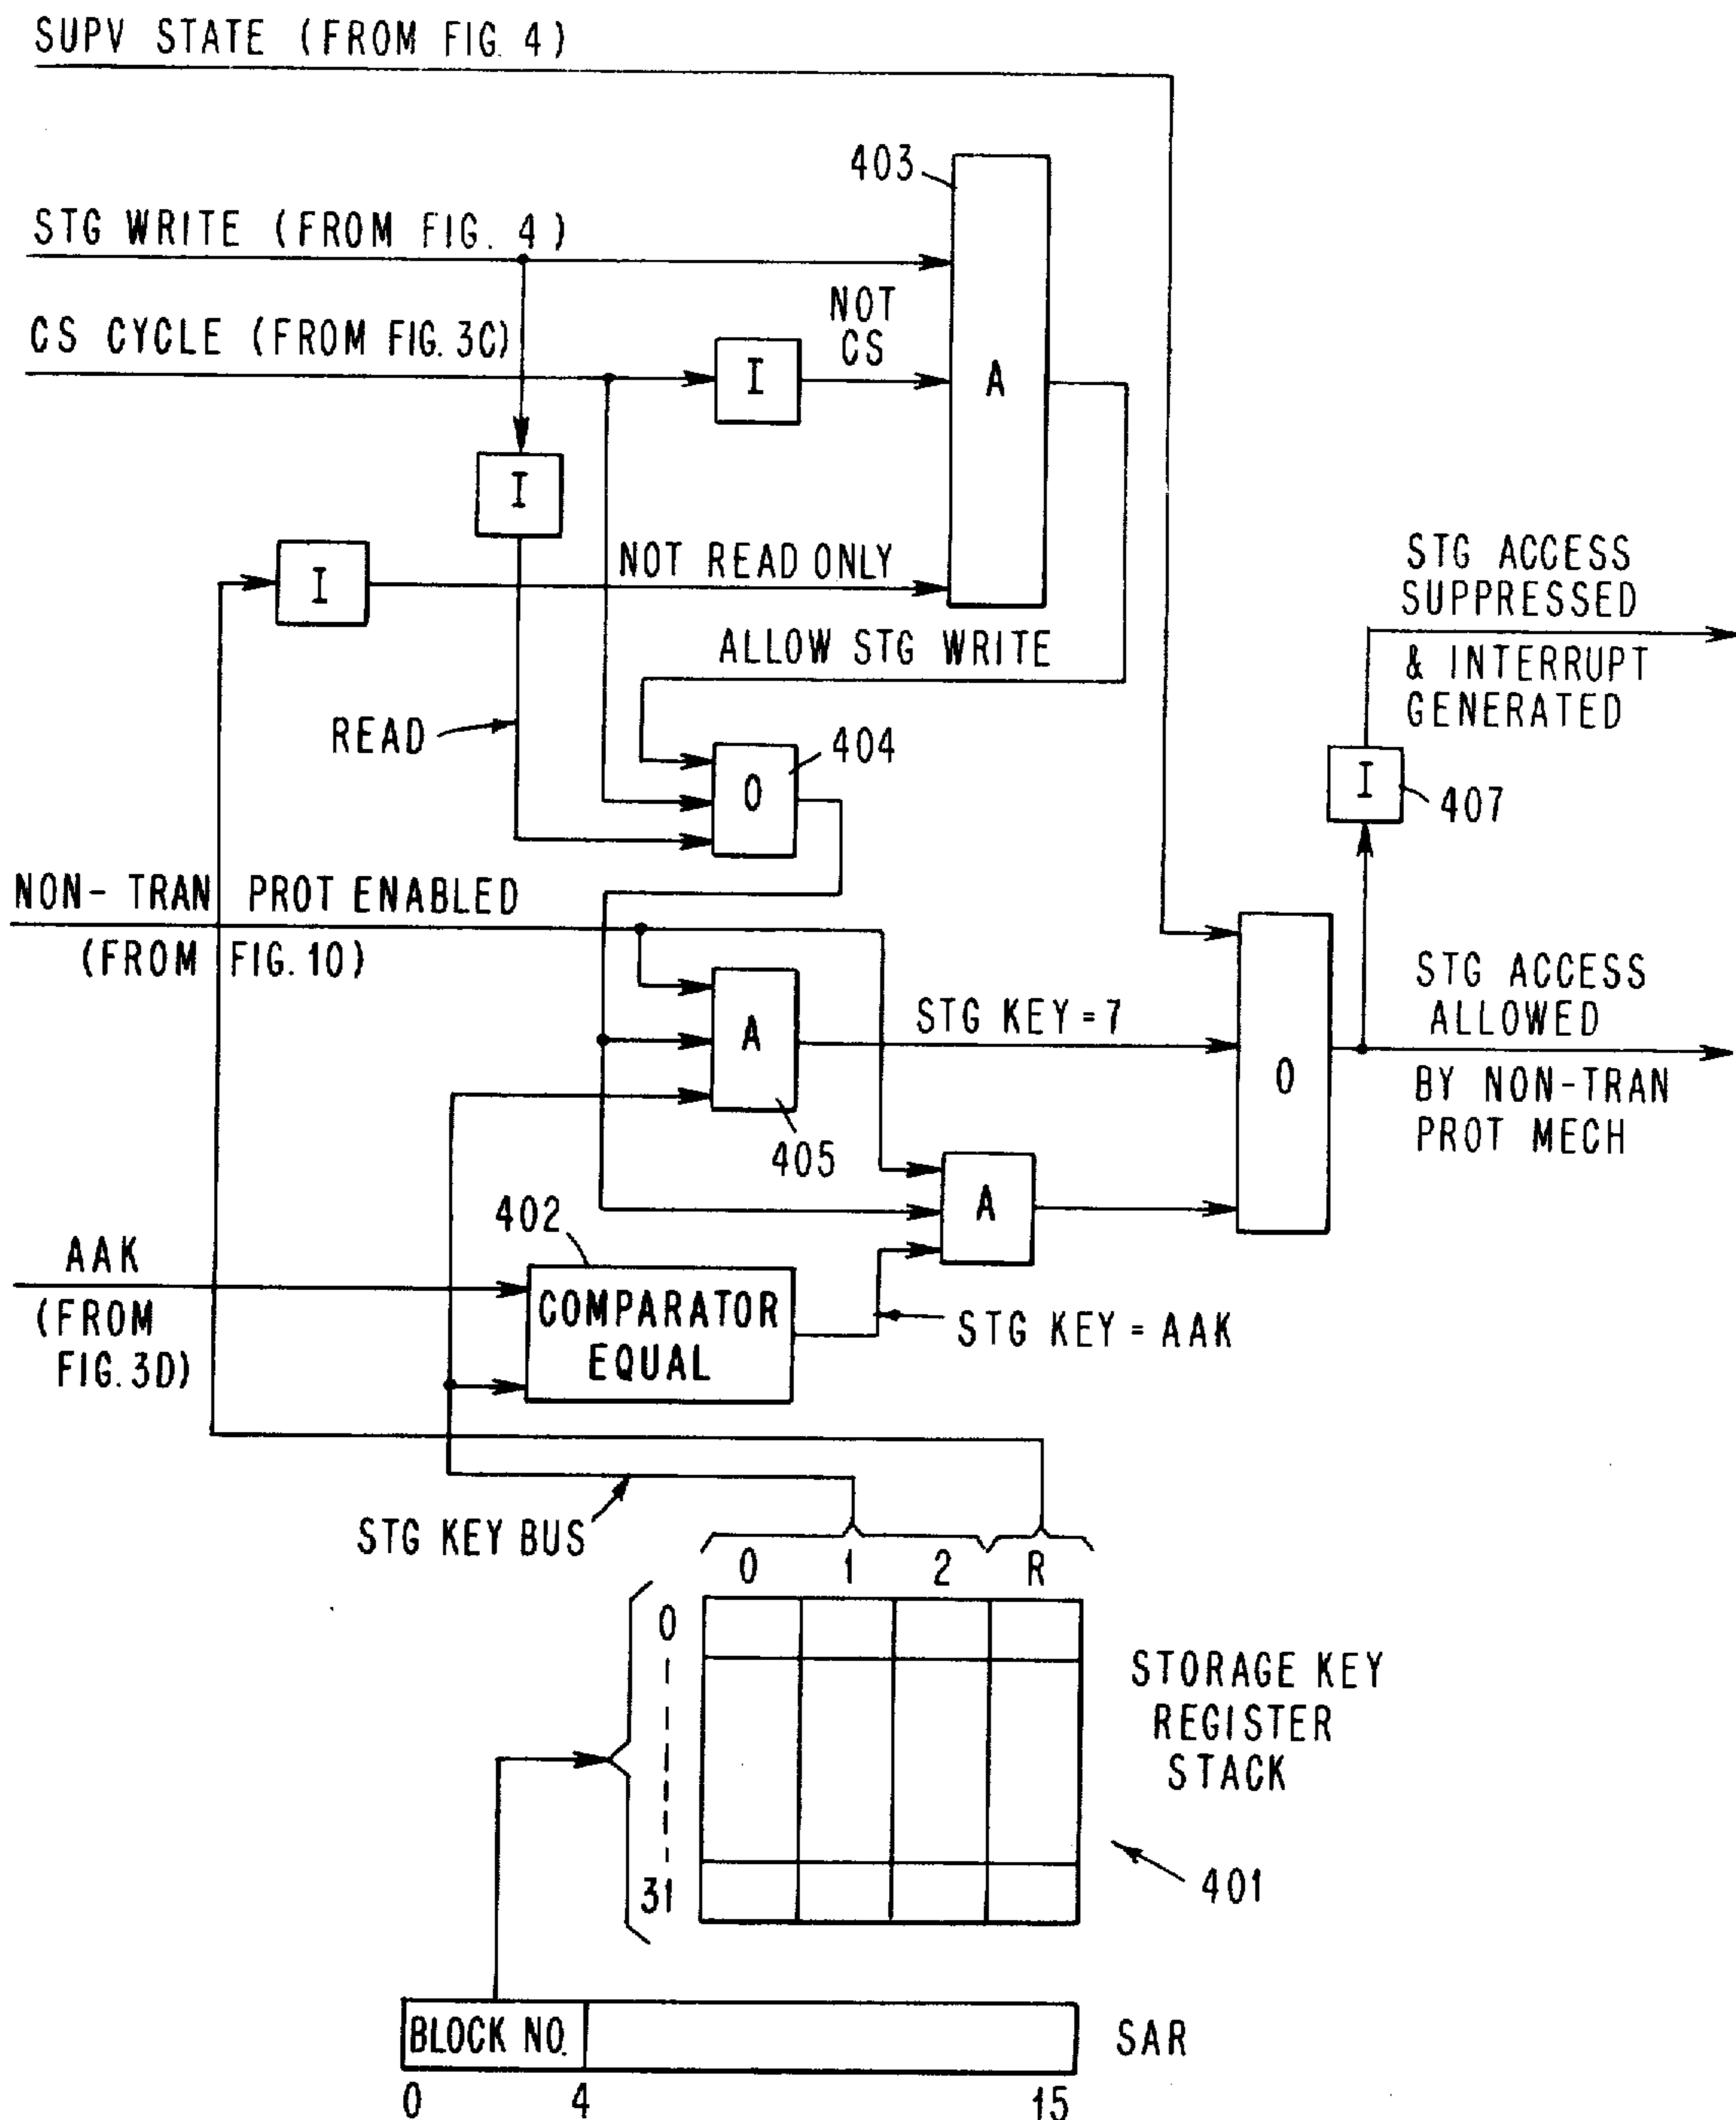 SUPV STATE (FROM FIG. 4)
403
STG WRITE (FROM FIG. 4)
CS CYCLE (FROM FIG. 3C)
NOT
CS
I
A
I
I
NOT READ ONLY
STG ACCESS
SUPPRESSED
& INTERRUPT
GENERATED
ALLOW STG WRITE
READ
404
O
I
407
NON-TRAN PROT ENABLED
(FROM FIG. 10)
A
405
STG KEY = 7
O
STG ACCESS
ALLOWED
BY NON-TRAN
PROT MECH
A
402
AAK
(FROM
FIG. 3D)
COMPARATOR
EQUAL
STG KEY = AAK
STG KEY BUS
0 1 2 R
0
31
STORAGE KEY
REGISTER
STACK
401
BLOCK NO.
SAR
0 4 15